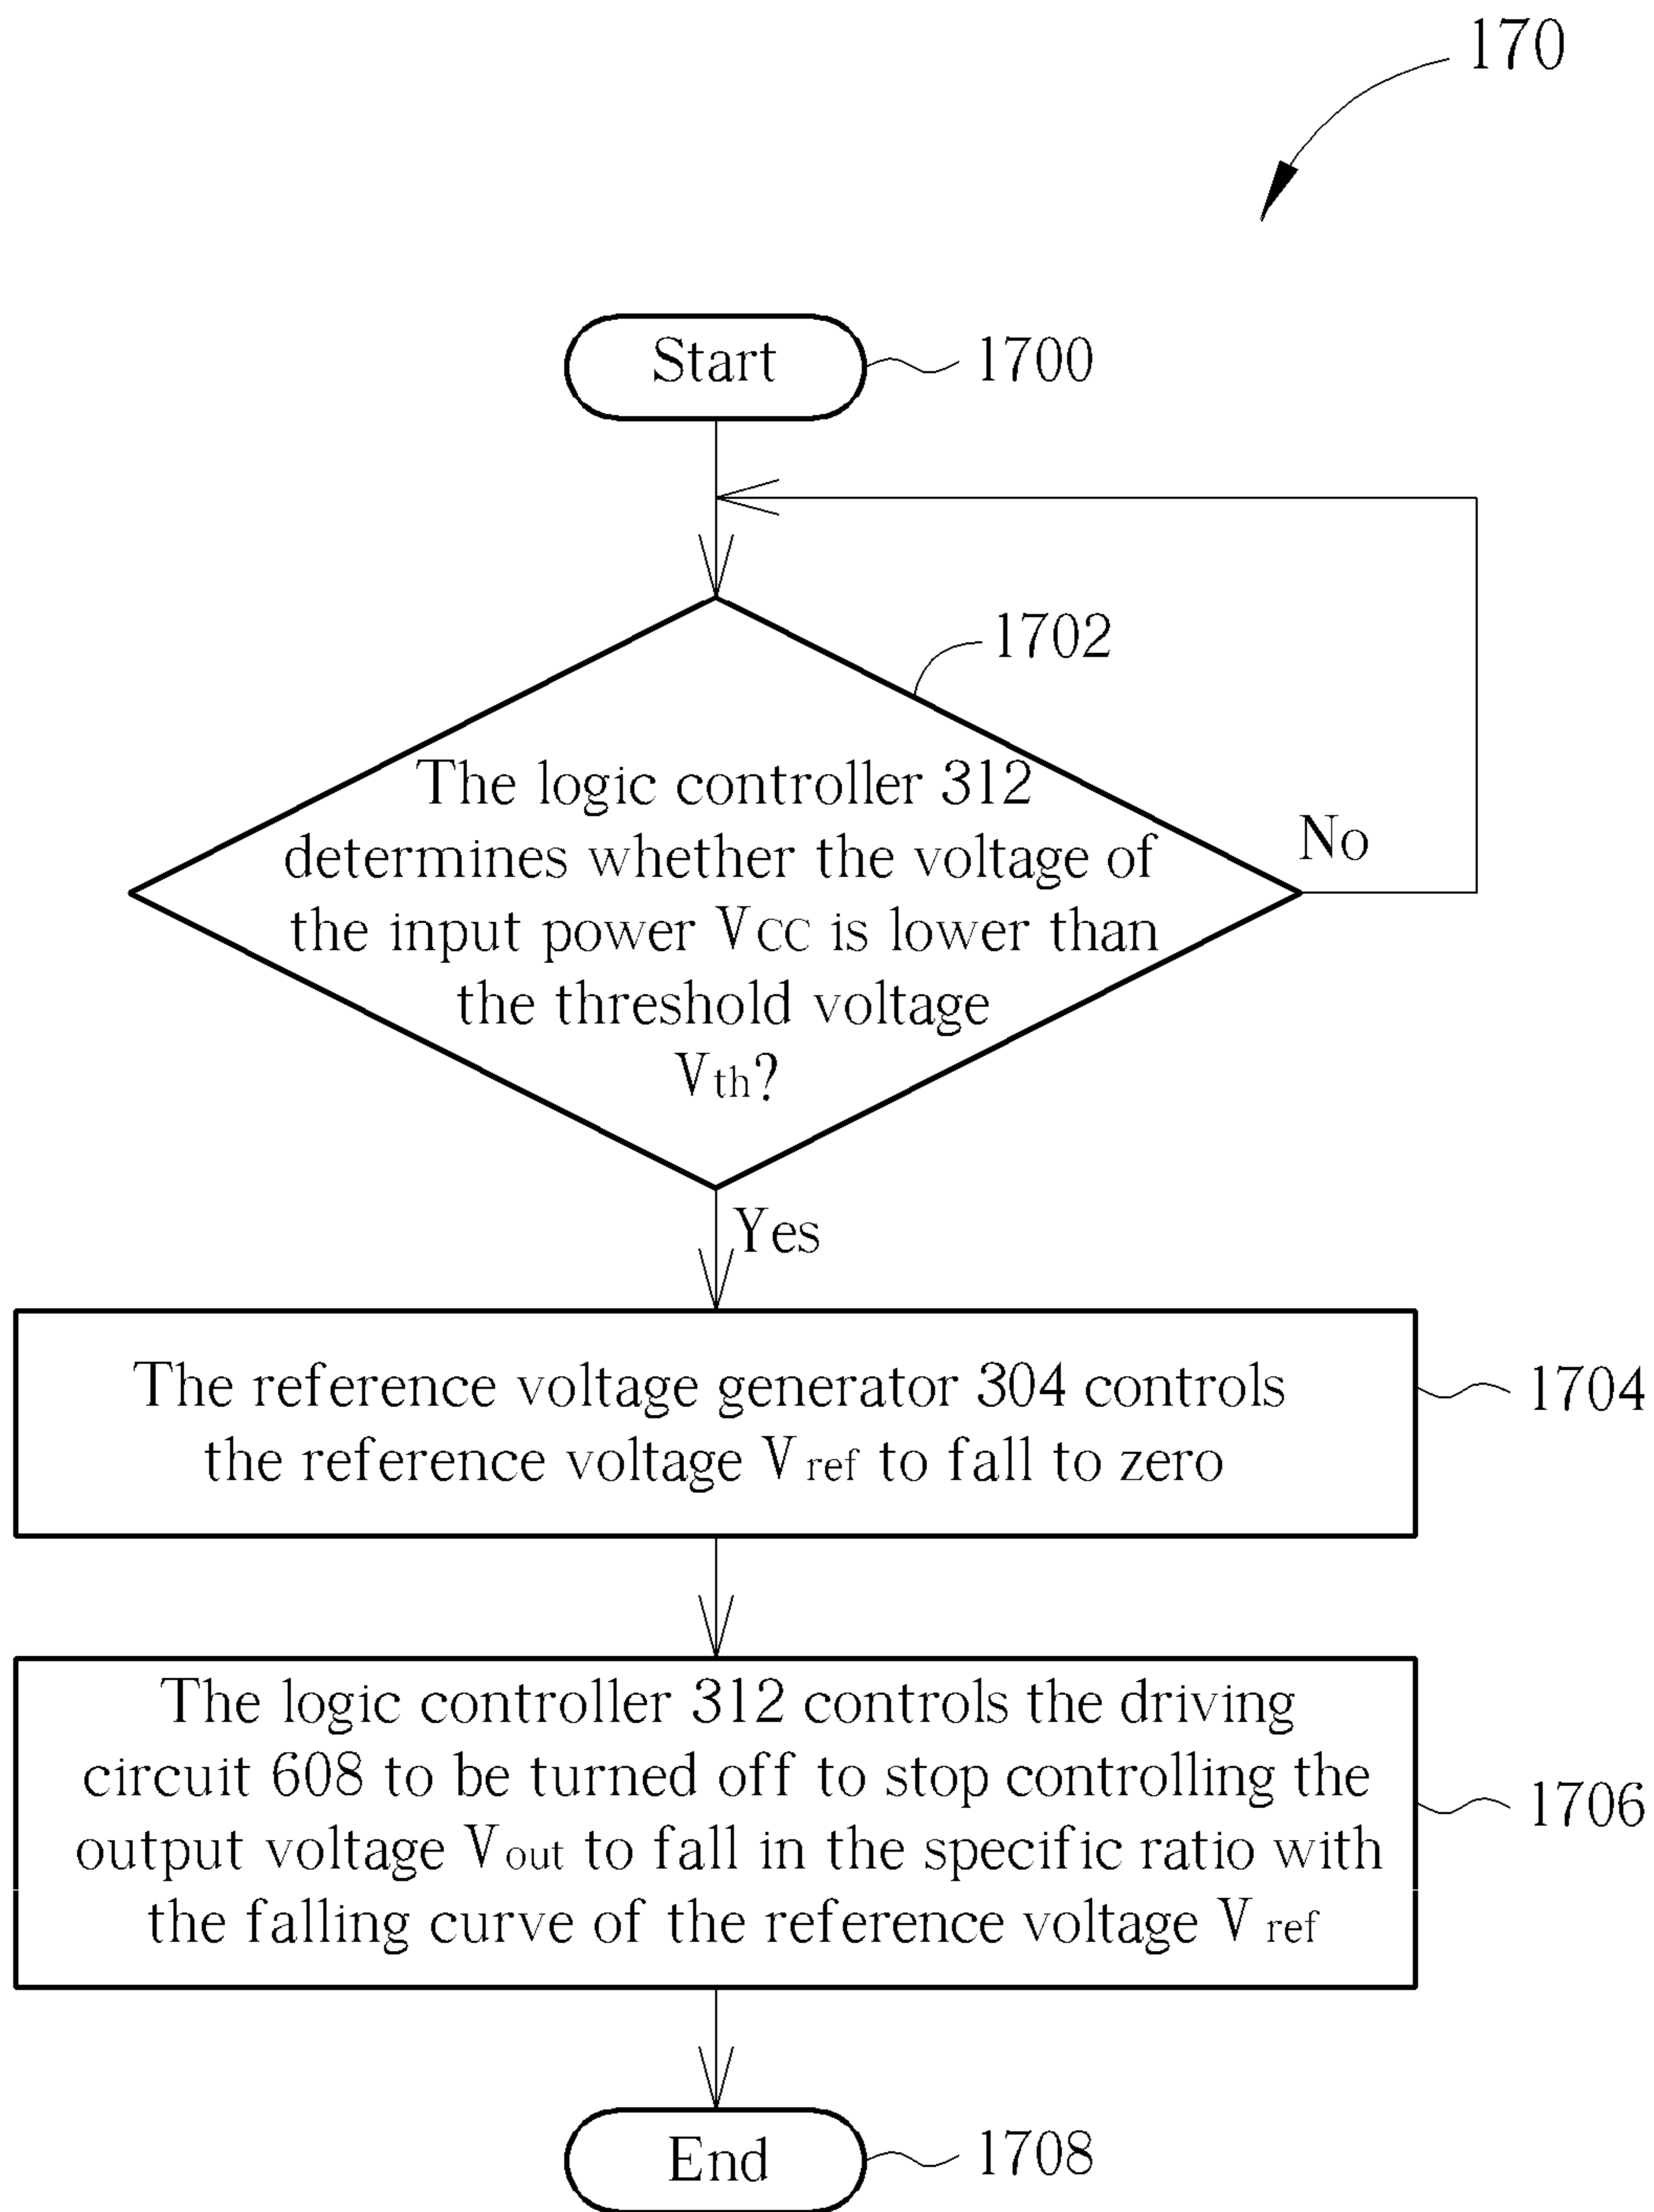 170
Start
1700
1702
The logic controller 312
determines whether the voltage of
the input power VCC is lower than
the threshold voltage
Vth?
No
Yes
The reference voltage generator 304 controls
the reference voltage Vref to fall to zero
1704
The logic controller 312 controls the driving
circuit 608 to be turned off to stop controlling the
output voltage Vout to fall in the specific ratio with
the falling curve of the reference voltage Vref
1706
End
1708